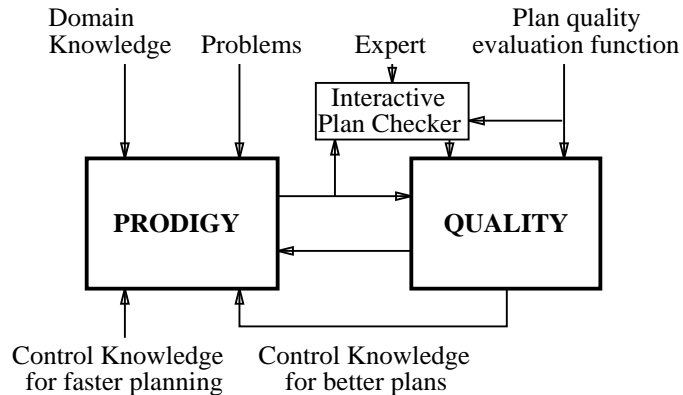 Domain
Knowledge
Problems
Expert
Plan quality
evaluation function
Interactive
Plan Checker
PRODIGY
QUALITY
Control Knowledge
for faster planning
Control Knowledge
for better plans